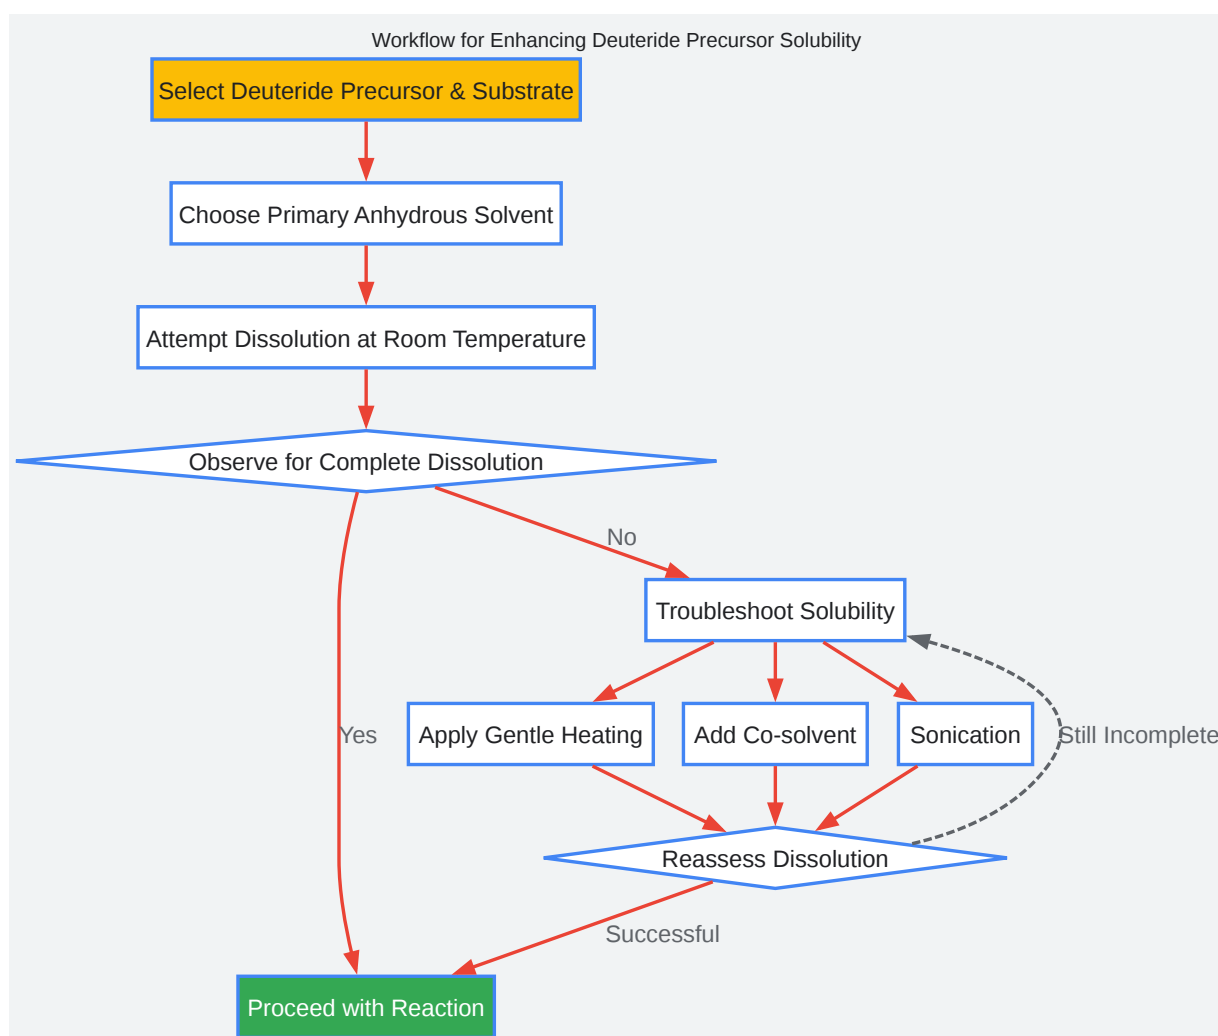 Workflow for Enhancing Deuteride Precursor Solubility
Select Deuteride Precursor & Substrate
Choose Primary Anhydrous Solvent
Attempt Dissolution at Room Temperature
Observe for Complete Dissolution
No
Troubleshoot Solubility
Yes
Apply Gentle Heating
Add Co-solvent
Sonication
Still Incomplete
Reassess Dissolution
Successful
Proceed with Reaction